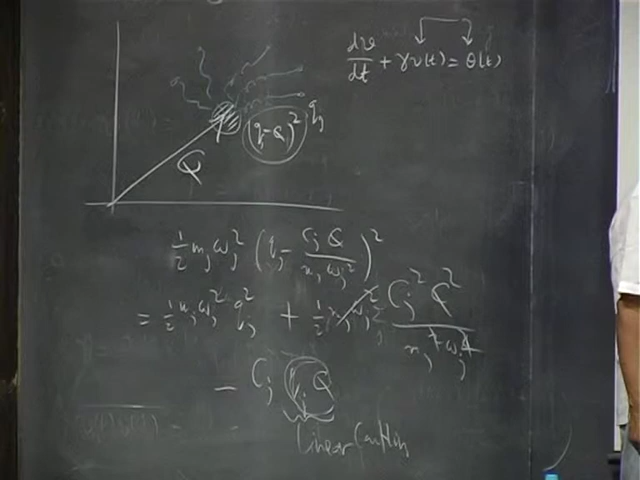 dv/dt + γv(t) = θ(t)
(q_j - Q_j)^2 q_j
Q
1/2 m_j ω_j^2 (q_j - C_j Q / m_j ω_j^2)^2
= 1/2 m_j ω_j^2 q_j^2 + 1/2 m_j ω_j^2 C_j^2 Q^2 / m_j^2 ω_j^4
- C_j q_j Q
Linear